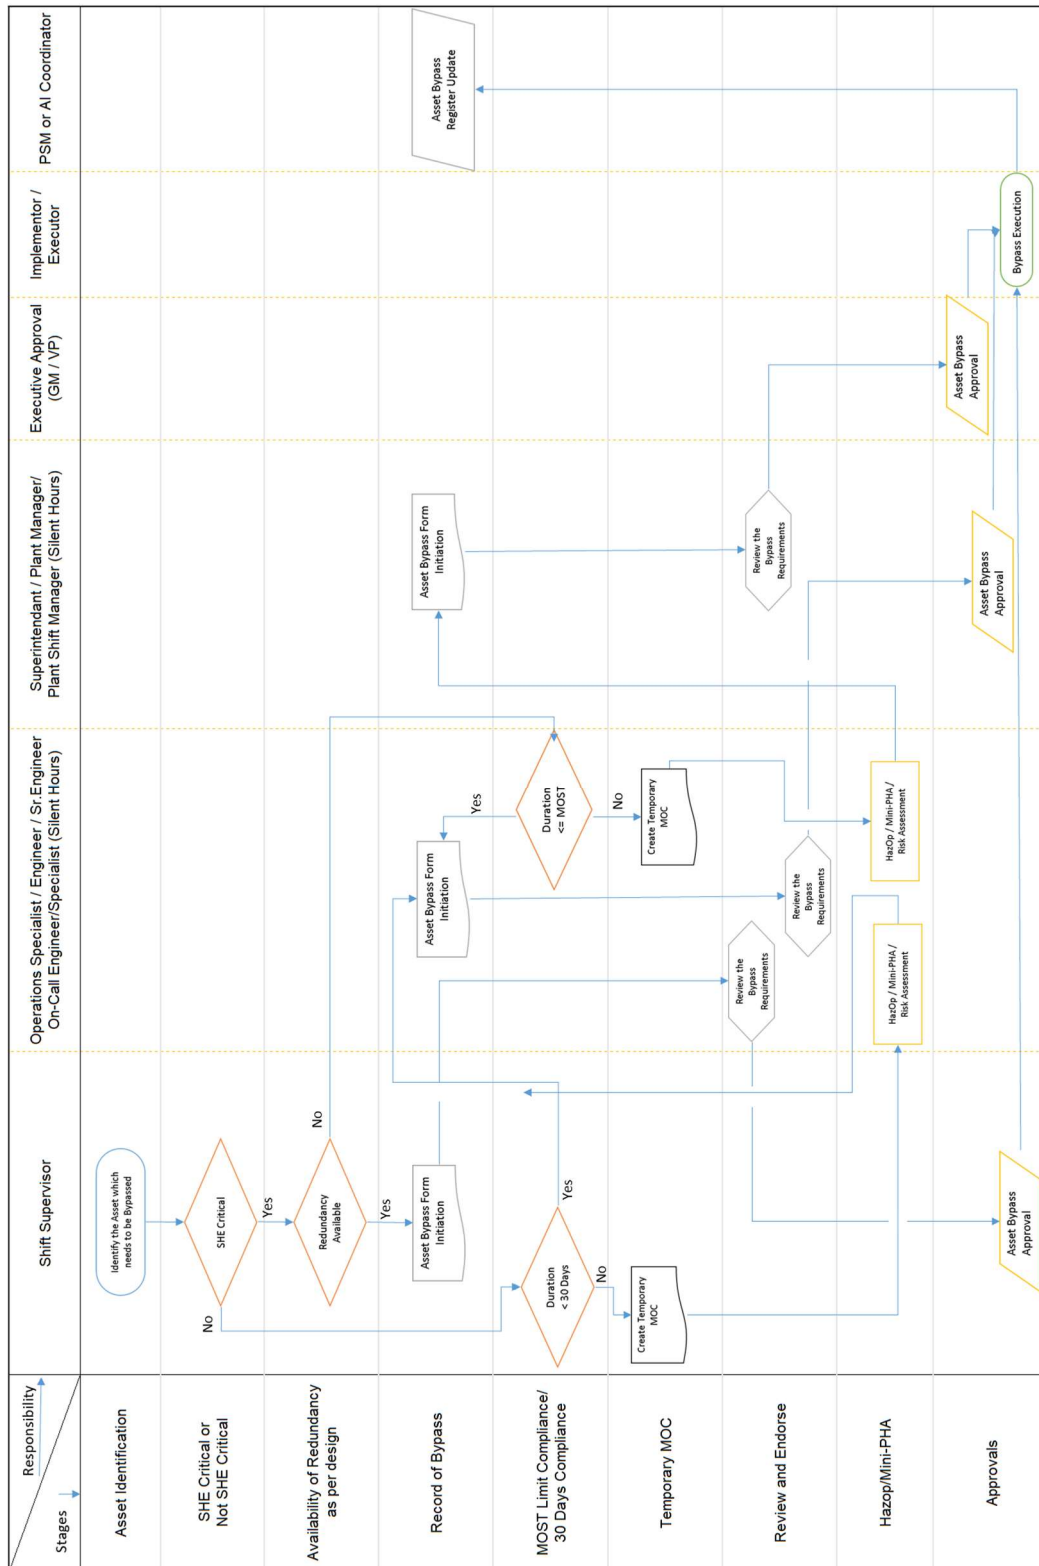 Responsibility
Stages
Shift Supervisor
Operations Specialist / Engineer / Sr.Engineer
On-Call Engineer/Specialist (Silent Hours)
Superintendant / Plant Manager/
Plant Shift Manager (Silent Hours)
Executive Approval
(GM / VP)
Implementor /
Executor
PSM or AI Coordinator
Asset Identification
Identify the Asset which
needs to be Bypassed
SHE Critical or
Not SHE Critical
No
SHE Critical
Yes
Availability of Redundancy
as per design
Redundancy
Available
No
Yes
Record of Bypass
Asset Bypass Form
Initiation
Asset Bypass Form
Initiation
Yes
Asset Bypass Form
Initiation
Asset Bypass
Register Update
MOST Limit Compliance/
30 Days Compliance
Duration
< 30 Days
Yes
No
Duration
<= MOST
No
Temporary MOC
Create Temporary
MOC
Create Temporary
MOC
Review and Endorse
Review the
Bypass
Requirements
Review the
Bypass
Requirements
Review the
Bypass
Requirements
Hazop/Mini-PHA
HazOp / Mini-PHA /
Risk Assessment
HazOp / Mini-PHA /
Risk Assessment
Approvals
Asset Bypass
Approval
Asset Bypass
Approval
Asset Bypass
Approval
Bypass Execution